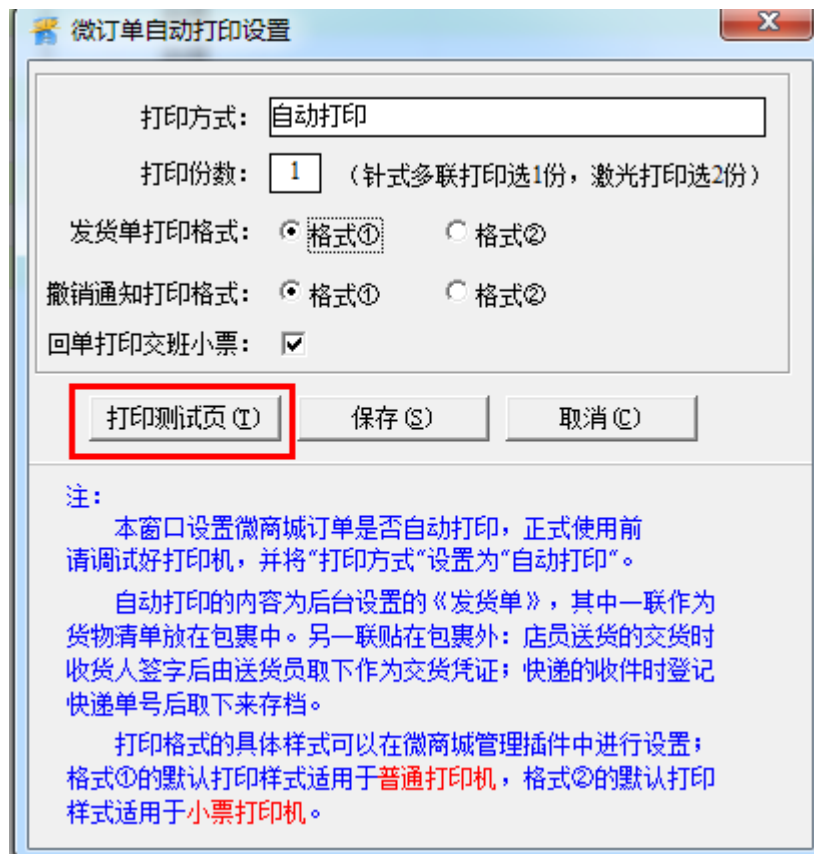 微订单自动打印设置
打印方式： 自动打印
打印份数： 1 （针式多联打印选1份，激光打印选2份）
发货单打印格式： 格式① 格式②
撤销通知打印格式： 格式① 格式②
回单打印交班小票：
打印测试页(T) 保存(S) 取消(C)
注：
本窗口设置微商城订单是否自动打印，正式使用前
请调试好打印机，并将“打印方式”设置为“自动打印”。
自动打印的内容为后台设置的《发货单》，其中一联作为
货物清单放在包裹中。另一联贴在包裹外：店员送货的交货时
收货人签字后由送货员取下作为交货凭证；快递的收件时登记
快递单号后取下来存档。
打印格式的具体样式可以在微商城管理插件中进行设置；
格式①的默认打印样式适用于普通打印机，格式②的默认打印
样式适用于小票打印机。